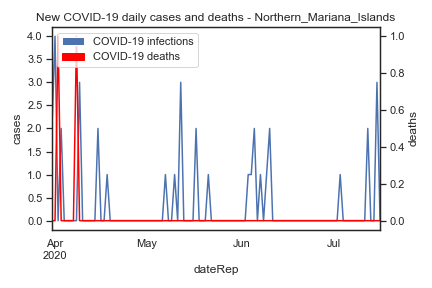 New COVID-19 daily cases and deaths - Northern_Mariana_Islands
COVID-19 infections
COVID-19 deaths
4.0
3.5
3.0
2.5
2.0
1.5
1.0
0.5
0.0
cases
1.0
0.8
0.6
0.4
0.2
0.0
deaths
Apr
2020
May
Jun
Jul
dateRep